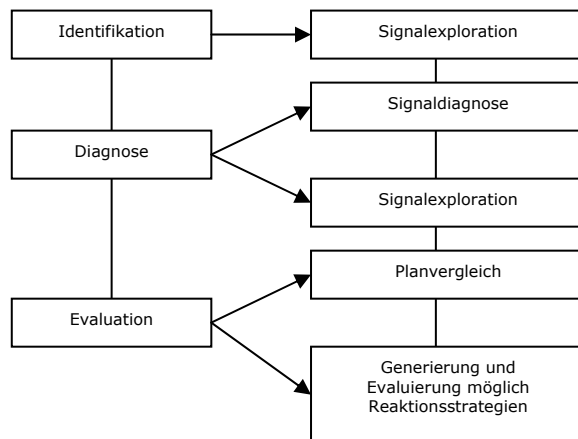 Identifikation
Signalexploration
Signaldiagnose
Diagnose
Signalexploration
Planvergleich
Evaluation
Generierung und
Evaluierung möglich
Reaktionsstrategien